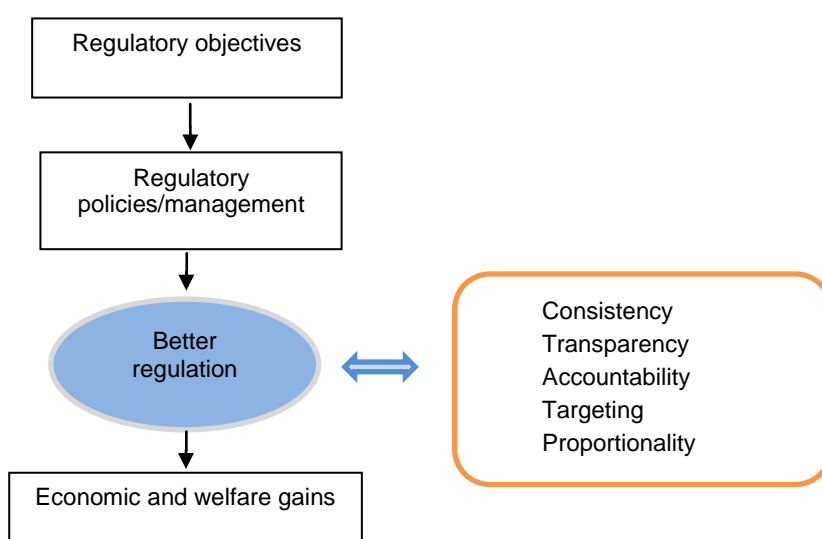 Regulatory objectives
Regulatory
policies/management
Better
regulation
Consistency
Transparency
Accountability
Targeting
Proportionality
Economic and welfare gains